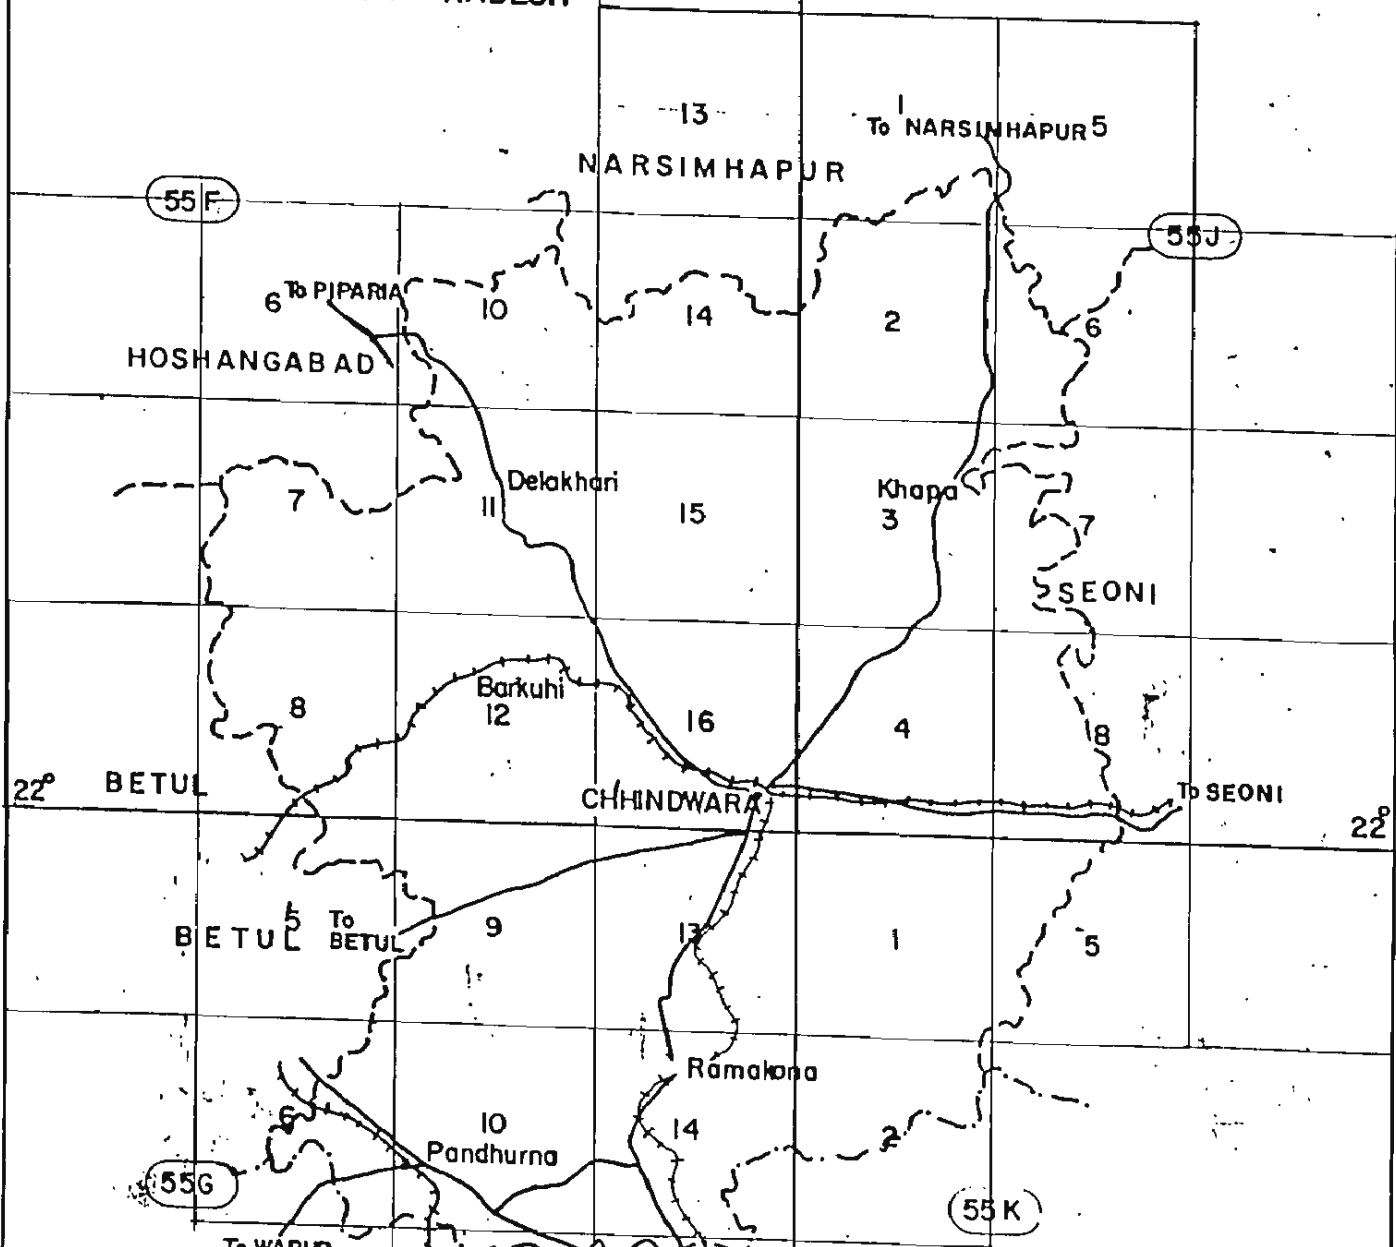 13
1
To NARSINHAPUR 5
NARSIMHAPUR
55F
55J
6 To PIPARIA
10
14
2
6
HOSHANGABAD
Delakhari
7
11
15
Khapa
3
7
SEONI
Barkuhi
8
12
16
4
8
22° BETUL
CHHINDWARA
To SEONI
22°
5 To
BETUL BETUL
9
13
1
5
Ramakona
6
10
14
2
Pandhurna
55G
55K